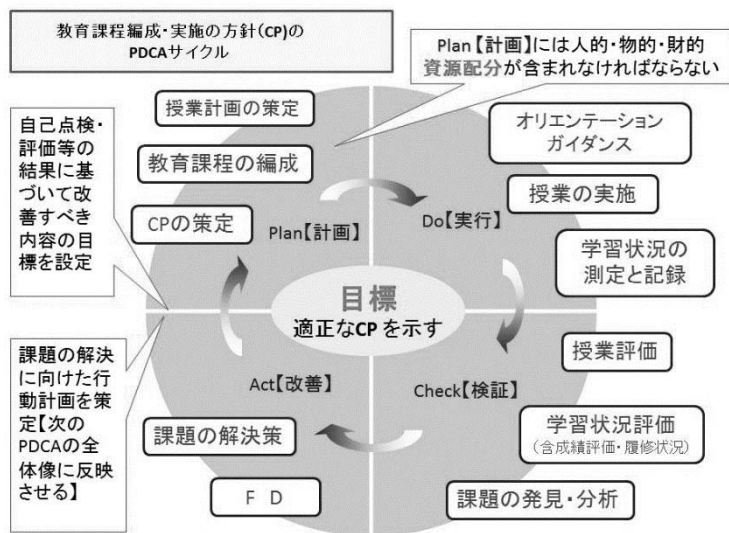 教育課程編成・実施の方針(CP)の
PDCAサイクル
Plan【計画】には人的・物的・財的
資源配分が含まれなければならない
授業計画の策定
教育課程の編成
CPの策定
Plan【計画】
自己点検・
評価等の
結果に基
づいて改
善すべき
内容の目
標を設定
オリエンテーション
ガイダンス
授業の実施
Do【実行】
学習状況の
測定と記録
目標
適正なCPを示す
課題の解決
に向けた行
動計画を策
定【次の
PDCAの全
体像に反映
させる】
Act【改善】
課題の解決策
F D
Check【検証】
授業評価
学習状況評価
(含成績評価・履修状況)
課題の発見・分析